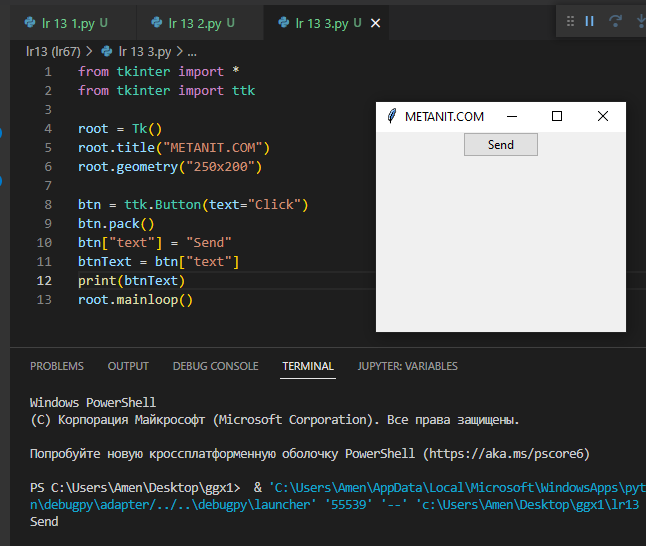 lr 13 1.py U
lr 13 2.py U
lr 13 3.py U
lr13 (lr67) > lr 13 3.py > ...
1 from tkinter import *
2 from tkinter import ttk
3
4 root = Tk()
5 root.title("METANIT.COM")
6 root.geometry("250x200")
7
8 btn = ttk.Button(text="Click")
9 btn.pack()
10 btn["text"] = "Send"
11 btnText = btn["text"]
12 print(btnText)
13 root.mainloop()
METANIT.COM
Send
PROBLEMS OUTPUT DEBUG CONSOLE TERMINAL JUPYTER: VARIABLES
Windows PowerShell
(C) Корпорация Майкрософт (Microsoft Corporation). Все права защищены.
Попробуйте новую кроссплатформенную оболочку PowerShell (https://aka.ms/pscore6)
PS C:\Users\Amen\Desktop\ggx1> & 'C:\Users\Amen\AppData\Local\Microsoft\WindowsApps\pyt
n\debugpy\adapter/../..\debugpy\launcher' '55539' '--' 'c:\Users\Amen\Desktop\ggx1\lr13
Send